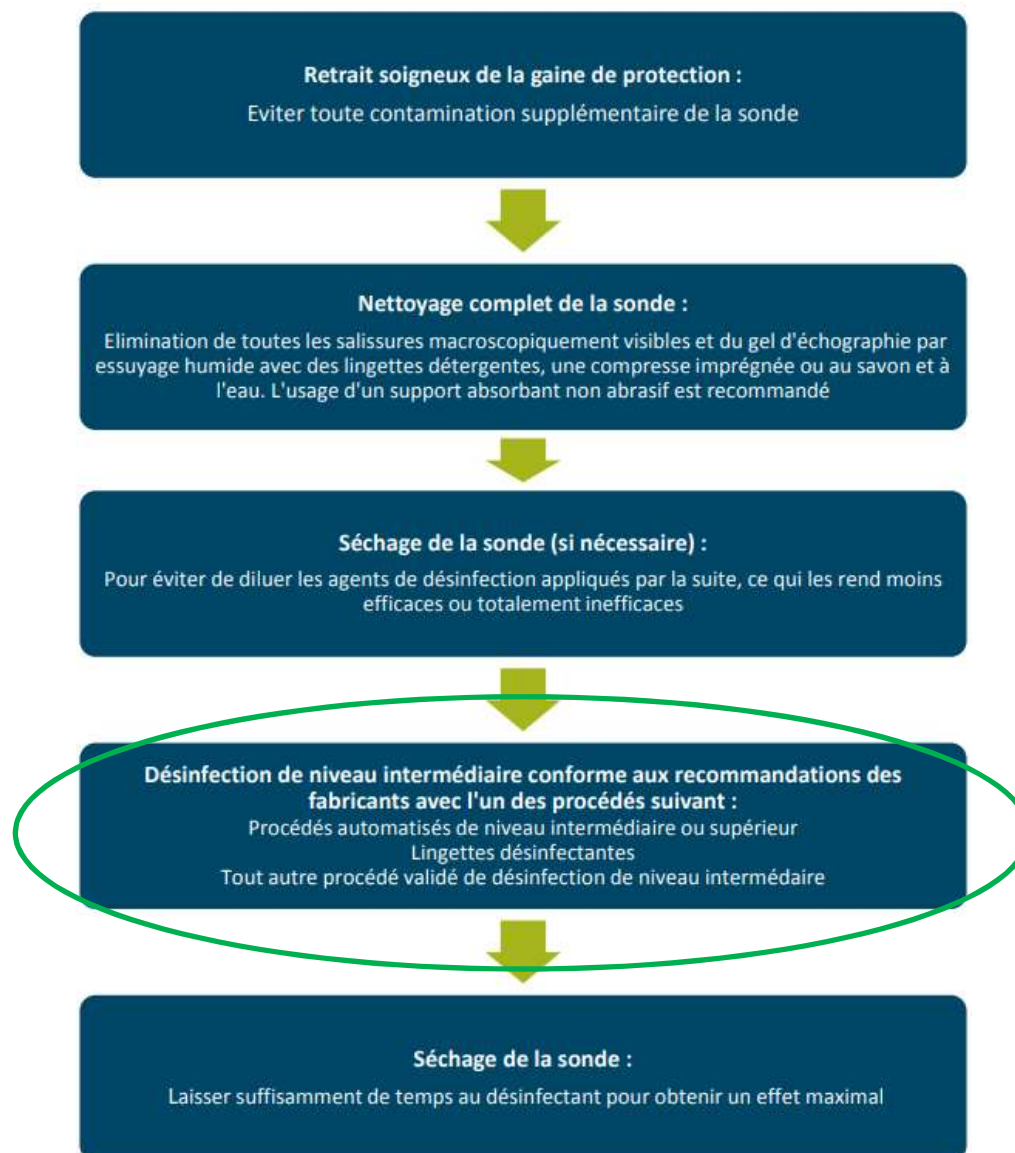 Retrait soigneux de la gaine de protection :
Eviter toute contamination supplémentaire de la sonde
Nettoyage complet de la sonde :
Elimination de toutes les salissures macroscopiquement visibles et du gel d'échographie par
essuyage humide avec des lingettes détergentes, une compresse imprégnée ou au savon et à
l'eau. L'usage d'un support absorbant non abrasif est recommandé
Séchage de la sonde (si nécessaire) :
Pour éviter de diluer les agents de désinfection appliqués par la suite, ce qui les rend moins
efficaces ou totalement inefficaces
Désinfection de niveau intermédiaire conforme aux recommandations des
fabricants avec l'un des procédés suivant :
Procédés automatisés de niveau intermédiaire ou supérieur
Lingettes désinfectantes
Tout autre procédé validé de désinfection de niveau intermédaire
Séchage de la sonde :
Laisser suffisamment de temps au désinfectant pour obtenir un effet maximal